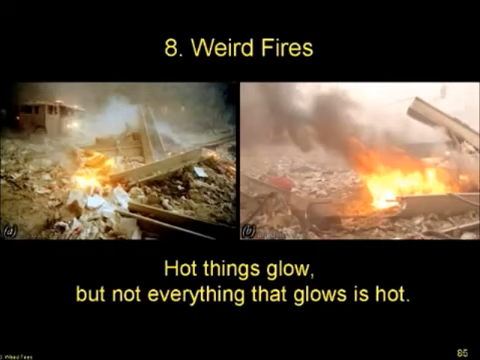 8. Weird Fires
(a)
(b)
Hot things glow,
but not everything that glows is hot.
85